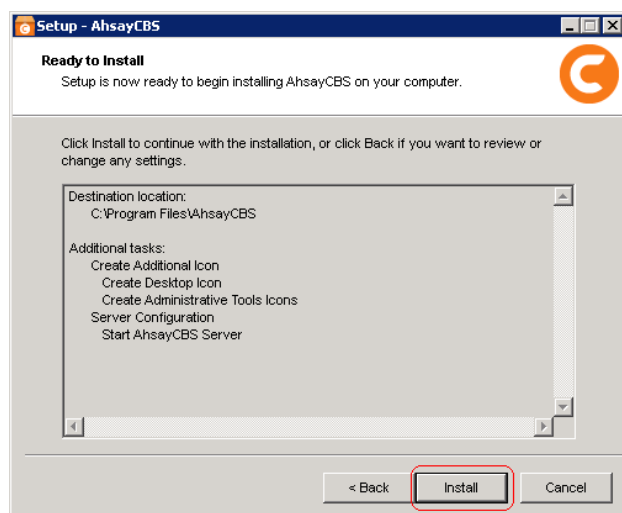 Setup - AhsayCBS
Ready to Install
Setup is now ready to begin installing AhsayCBS on your computer.
Click Install to continue with the installation, or click Back if you want to review or
change any settings.
Destination location:
C:\Program Files\AhsayCBS
Additional tasks:
Create Additional Icon
Create Desktop Icon
Create Administrative Tools Icons
Server Configuration
Start AhsayCBS Server
< Back Install Cancel